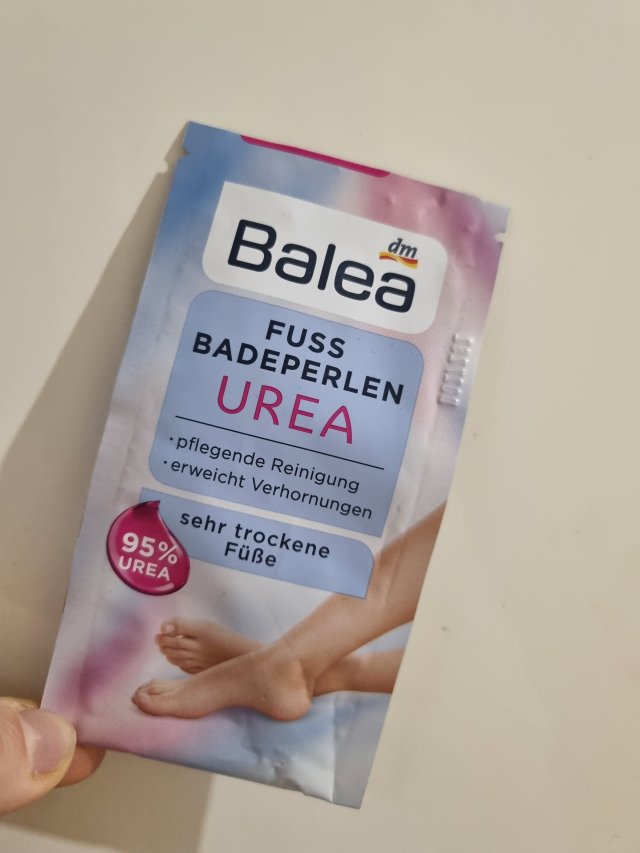 dm
Balea
FUSS
BADEPERLEN
UREA
·pflegende Reinigung
·erweicht Verhornungen
sehr trockene
Füße
95%
UREA